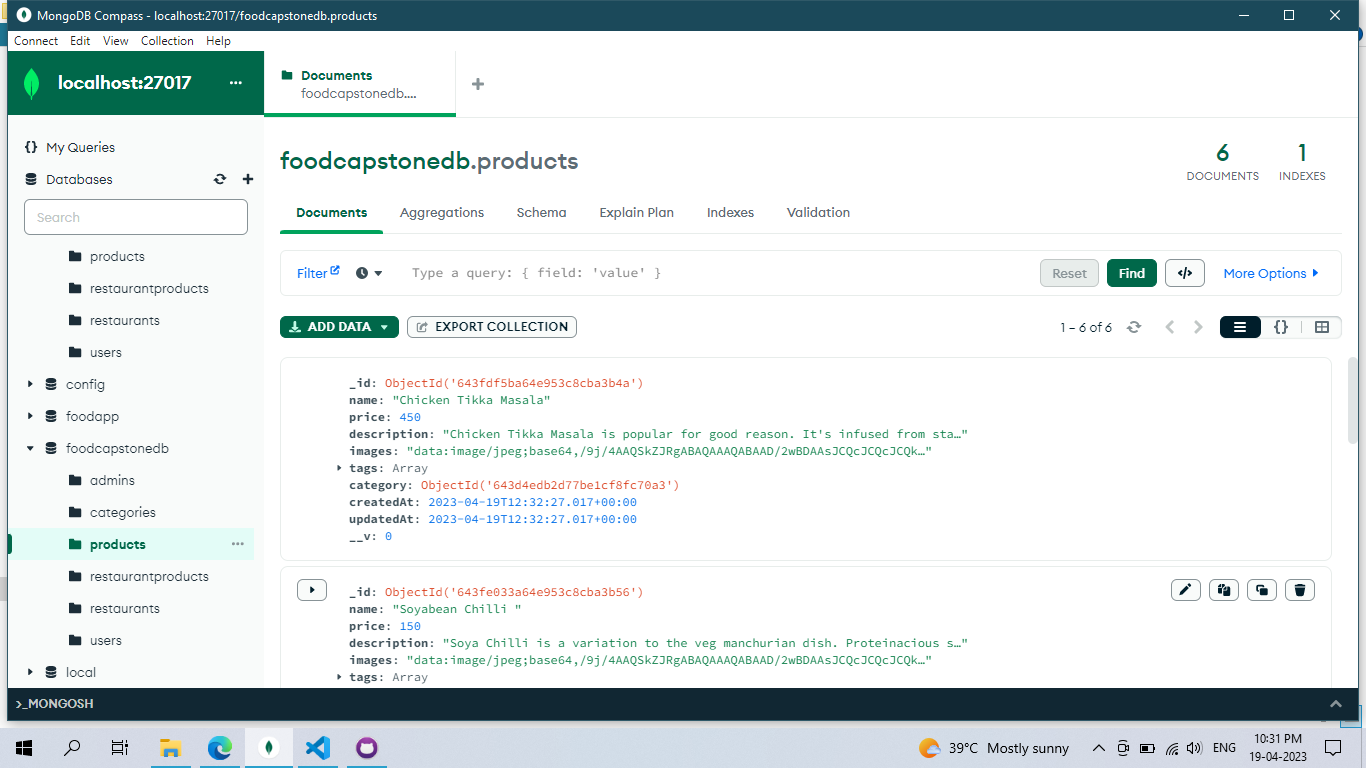 MongoDB Compass - localhost:27017/foodcapstonedb.products
Connect Edit View Collection Help
localhost:27017 ...
Documents
foodcapstonedb....
My Queries
Databases
Search
products
restaurantproducts
restaurants
users
config
foodapp
foodcapstonedb
admins
categories
products
restaurantproducts
restaurants
users
local
foodcapstonedb.products
6
DOCUMENTS
1
INDEXES
Documents Aggregations Schema Explain Plan Indexes Validation
Filter Type a query: { field: 'value' } Reset Find </> More Options
ADD DATA EXPORT COLLECTION 1 – 6 of 6 {}
_id: ObjectId('643fdf5ba64e953c8cba3b4a')
name: "Chicken Tikka Masala"
price: 450
description: "Chicken Tikka Masala is popular for good reason. It's infused from sta…"
images: "data:image/jpeg;base64,/9j/4AAQSkZJRgABAQAAAQABAAD/2wBDAAsJCQcJCQcJCQk…"
tags: Array
category: ObjectId('643d4edb2d77be1cf8fc70a3')
createdAt: 2023-04-19T12:32:27.017+00:00
updatedAt: 2023-04-19T12:32:27.017+00:00
__v: 0
_id: ObjectId('643fe033a64e953c8cba3b56')
name: "Soyabean Chilli "
price: 150
description: "Soya Chilli is a variation to the veg manchurian dish. Proteinacious s…"
images: "data:image/jpeg;base64,/9j/4AAQSkZJRgABAQAAAQABAAD/2wBDAAsJCQcJCQcJCQk…"
tags: Array
>_MONGOSH
39°C Mostly sunny
ENG
10:31 PM
19-04-2023